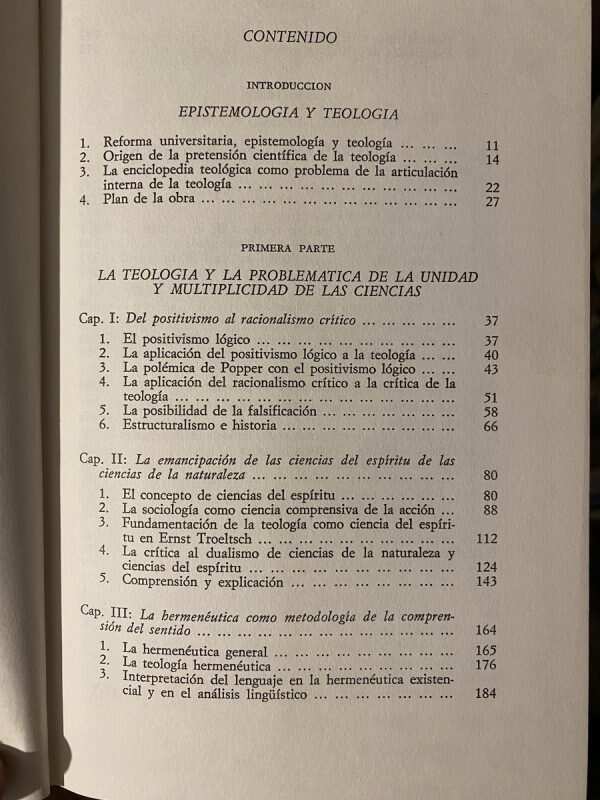 CONTENIDO
INTRODUCCION
EPISTEMOLOGIA Y TEOLOGIA
1. Reforma universitaria, epistemología y teología ... ... ... 11
2. Origen de la pretensión científica de la teología ... ... ... 14
3. La enciclopedia teológica como problema de la articulación
interna de la teología ... ... ... ... ... ... ... ... ... ... ... 22
4. Plan de la obra ... ... ... ... ... ... ... ... ... ... ... ... ... 27
PRIMERA PARTE
LA TEOLOGIA Y LA PROBLEMATICA DE LA UNIDAD
Y MULTIPLICIDAD DE LAS CIENCIAS
Cap. I: Del positivismo al racionalismo crítico ... ... ... ... ... 37
1. El positivismo lógico ... ... ... ... ... ... ... ... ... ... 37
2. La aplicación del positivismo lógico a la teología ... ... 40
3. La polémica de Popper con el positivismo lógico ... ... 43
4. La aplicación del racionalismo crítico a la crítica de la
teología ... ... ... ... ... ... ... ... ... ... ... ... ... ... 51
5. La posibilidad de la falsificación ... ... ... ... ... ... ... 58
6. Estructuralismo e historia ... ... ... ... ... ... ... ... ... 66
Cap. II: La emancipación de las ciencias del espíritu de las
ciencias de la naturaleza ... ... ... ... ... ... ... ... ... ... 80
1. El concepto de ciencias del espíritu ... ... ... ... ... ... 80
2. La sociología como ciencia comprensiva de la acción ... 88
3. Fundamentación de la teología como ciencia del espíri-
tu en Ernst Troeltsch ... ... ... ... ... ... ... ... ... ... 112
4. La crítica al dualismo de ciencias de la naturaleza y
ciencias del espíritu ... ... ... ... ... ... ... ... ... ... ... 124
5. Comprensión y explicación ... ... ... ... ... ... ... ... ... 143
Cap. III: La hermenéutica como metodología de la compren-
sión del sentido ... ... ... ... ... ... ... ... ... ... ... ... ... 164
1. La hermenéutica general ... ... ... ... ... ... ... ... ... 165
2. La teología hermenéutica ... ... ... ... ... ... ... ... ... 176
3. Interpretación del lenguaje en la hermenéutica existen-
cial y en el análisis lingüístico ... ... ... ... ... ... ... ... 184